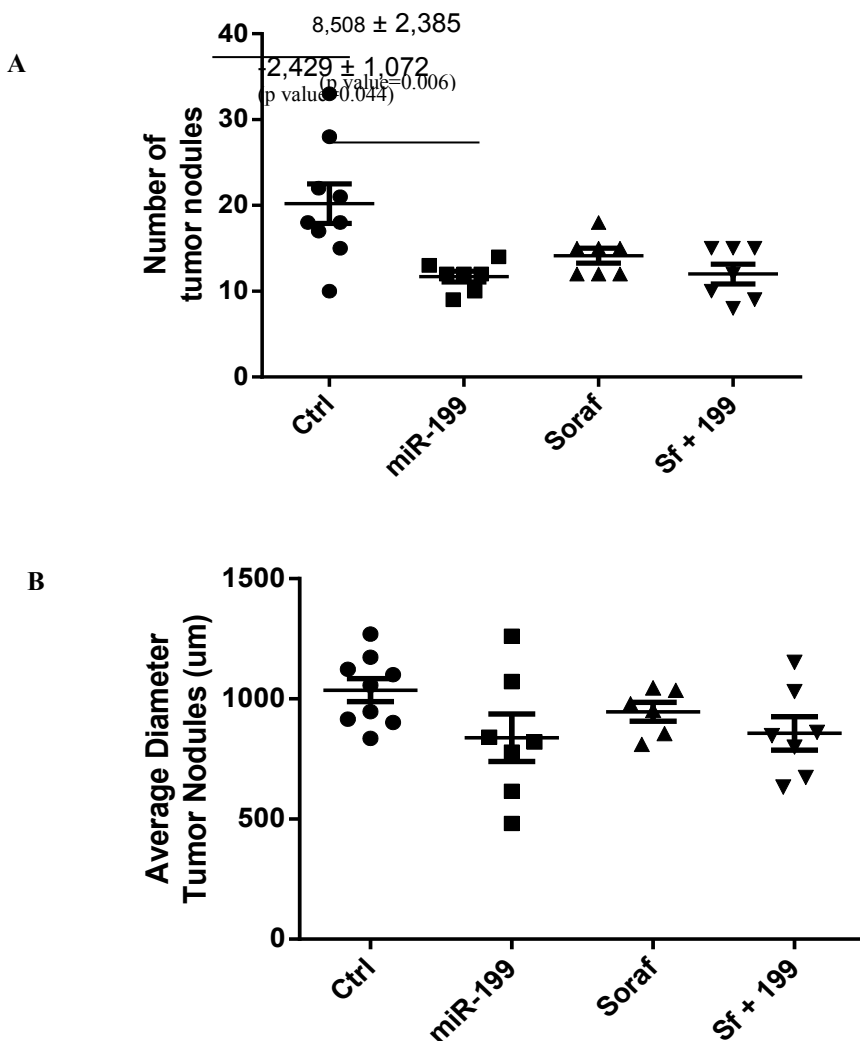 8,508 ± 2,385
A
40
-2,429 ± 1,072
(p value=0.006)
(p value=0.044)
30
20
10
0
Number of
tumor nodules
Ctrl
miR-199
Soraf
Sf + 199
B
1500
1000
500
0
Average Diameter
Tumor Nodules (um)
Ctrl
miR-199
Soraf
Sf + 199